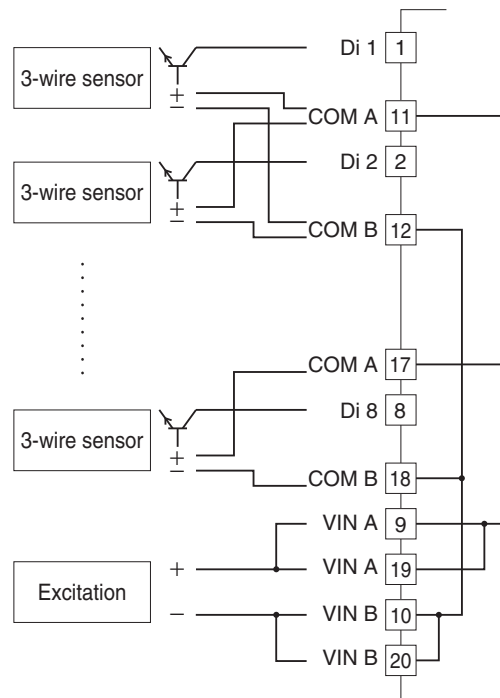 3-wire sensor
+
−
Di 1 1
COM A 11
3-wire sensor
+
−
Di 2 2
COM B 12
COM A 17
3-wire sensor
+
−
Di 8 8
COM B 18
VIN A 9
Excitation
+
−
VIN A 19
VIN B 10
VIN B 20